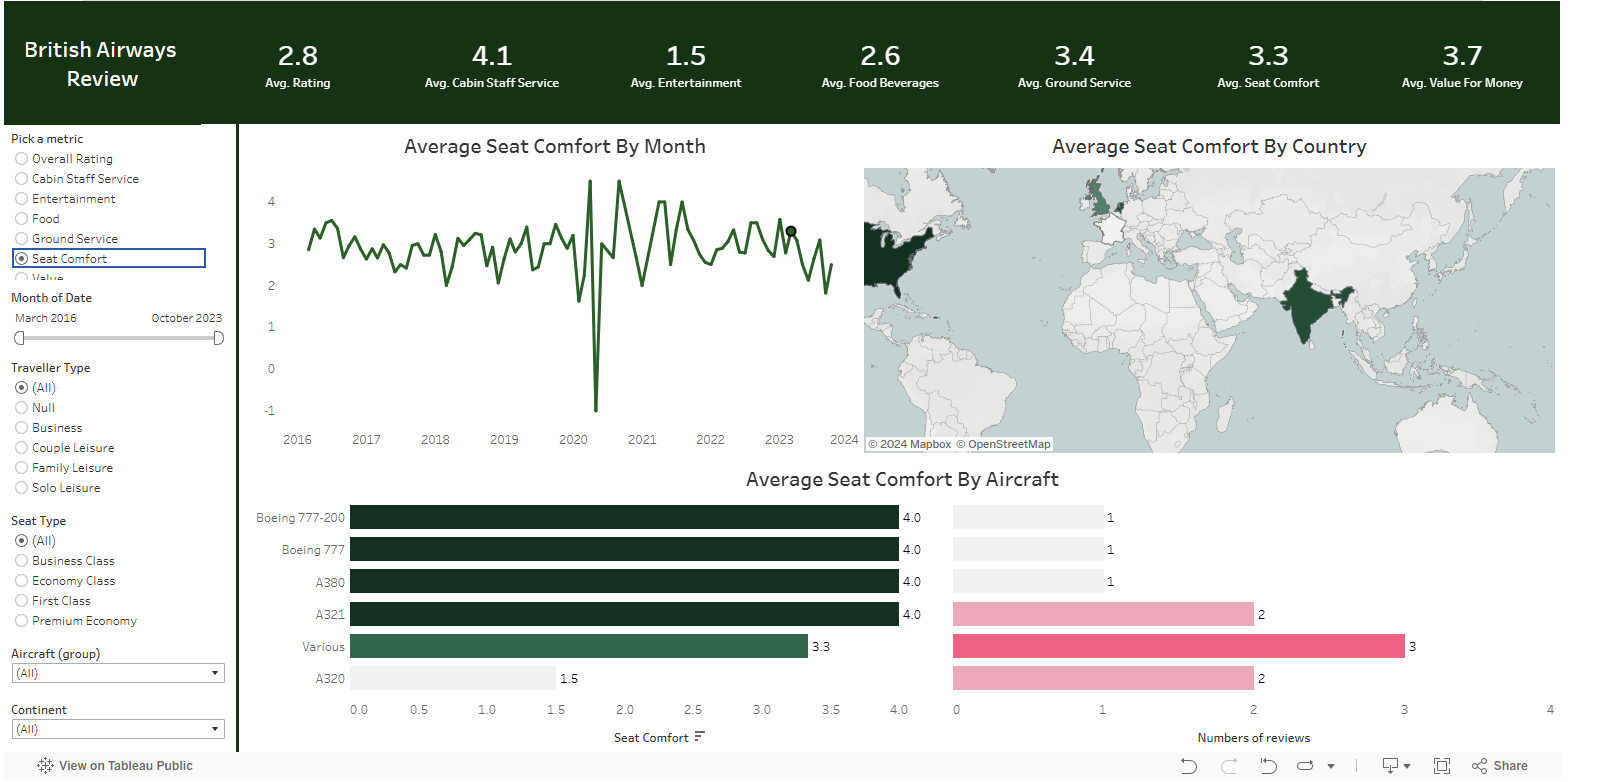 British Airways
Review
2.8
Avg. Rating
4.1
Avg. Cabin Staff Service
1.5
Avg. Entertainment
2.6
Avg. Food Beverages
3.4
Avg. Ground Service
3.3
Avg. Seat Comfort
3.7
Avg. Value For Money
Pick a metric
Overall Rating
Cabin Staff Service
Entertainment
Food
Ground Service
Seat Comfort
Value
Month of Date
March 2016 October 2023
Traveller Type
(All)
Null
Business
Couple Leisure
Family Leisure
Solo Leisure
Seat Type
(All)
Business Class
Economy Class
First Class
Premium Economy
Aircraft (group)
(All)
Continent
(All)
Average Seat Comfort By Month
4
3
2
1
0
-1
2016 2017 2018 2019 2020 2021 2022 2023 2024
Average Seat Comfort By Country
© 2024 Mapbox © OpenStreetMap
Average Seat Comfort By Aircraft
Boeing 777-200 4.0 1
Boeing 777 4.0 1
A380 4.0 1
A321 4.0 2
Various 3.3 3
A320 1.5 2
0.0 0.5 1.0 1.5 2.0 2.5 3.0 3.5 4.0
Seat Comfort
0 1 2 3 4
Numbers of reviews
View on Tableau Public
Share